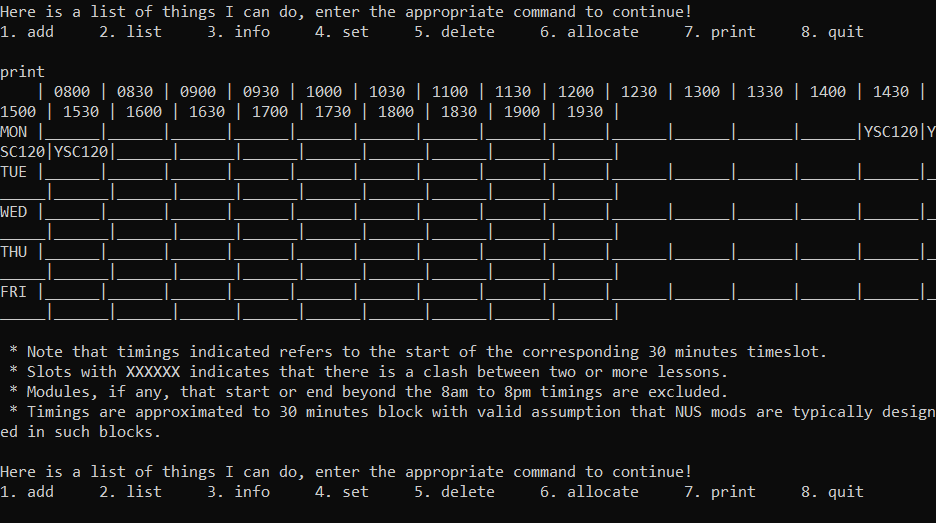 Here is a list of things I can do, enter the appropriate command to continue!
1. add     2. list     3. info     4. set     5. delete     6. allocate     7. print     8. quit
print
    | 0800 | 0830 | 0900 | 0930 | 1000 | 1030 | 1100 | 1130 | 1200 | 1230 | 1300 | 1330 | 1400 | 1430 |
1500 | 1530 | 1600 | 1630 | 1700 | 1730 | 1800 | 1830 | 1900 | 1930 |
MON |______|______|______|______|______|______|______|______|______|______|______|______|______|YSC120|Y
SC120|YSC120|______|______|______|______|______|______|______|______|
TUE |______|______|______|______|______|______|______|______|______|______|______|______|______|______|_
_____|______|______|______|______|______|______|______|______|______|
WED |______|______|______|______|______|______|______|______|______|______|______|______|______|______|_
_____|______|______|______|______|______|______|______|______|______|
THU |______|______|______|______|______|______|______|______|______|______|______|______|______|______|_
_____|______|______|______|______|______|______|______|______|______|
FRI |______|______|______|______|______|______|______|______|______|______|______|______|______|______|_
_____|______|______|______|______|______|______|______|______|______|
 * Note that timings indicated refers to the start of the corresponding 30 minutes timeslot.
 * Slots with XXXXXX indicates that there is a clash between two or more lessons.
 * Modules, if any, that start or end beyond the 8am to 8pm timings are excluded.
 * Timings are approximated to 30 minutes block with valid assumption that NUS mods are typically design
ed in such blocks.
Here is a list of things I can do, enter the appropriate command to continue!
1. add     2. list     3. info     4. set     5. delete     6. allocate     7. print     8. quit